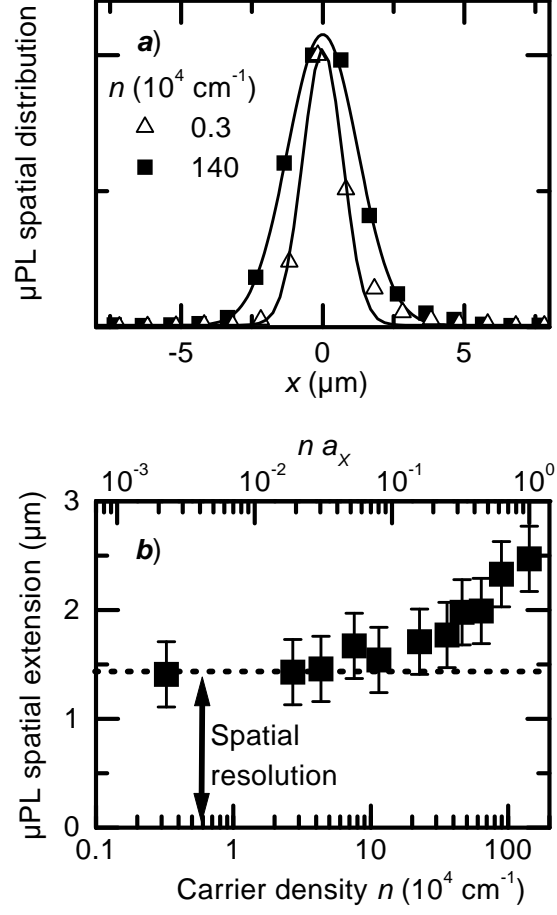 µPL spatial distribution
a)
n (10⁴ cm⁻¹)
0.3
140
-5 0 5
x (µm)
n a_X
10⁻³ 10⁻² 10⁻¹ 10⁰
µPL spatial extension (µm)
b)
3
2
1
0
Spatial
resolution
0.1 1 10 100
Carrier density n (10⁴ cm⁻¹)